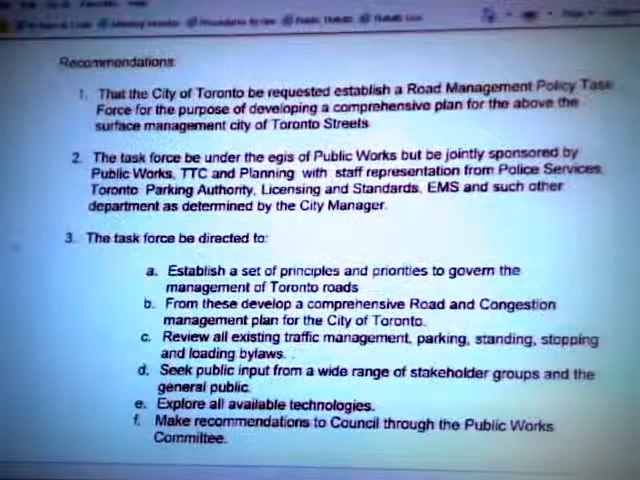 Recommendations:
1. That the City of Toronto be requested establish a Road Management Policy Task
Force for the purpose of developing a comprehensive plan for the above the
surface management city of Toronto Streets
2. The task force be under the egis of Public Works but be jointly sponsored by
Public Works, TTC and Planning with staff representation from Police Services,
Toronto Parking Authority, Licensing and Standards, EMS and such other
department as determined by the City Manager.
3. The task force be directed to:
a. Establish a set of principles and priorities to govern the
management of Toronto roads
b. From these develop a comprehensive Road and Congestion
management plan for the City of Toronto.
c. Review all existing traffic management, parking, standing, stopping
and loading bylaws. .
d. Seek public input from a wide range of stakeholder groups and the
general public.
e. Explore all available technologies.
f. Make recommendations to Council through the Public Works
Committee.